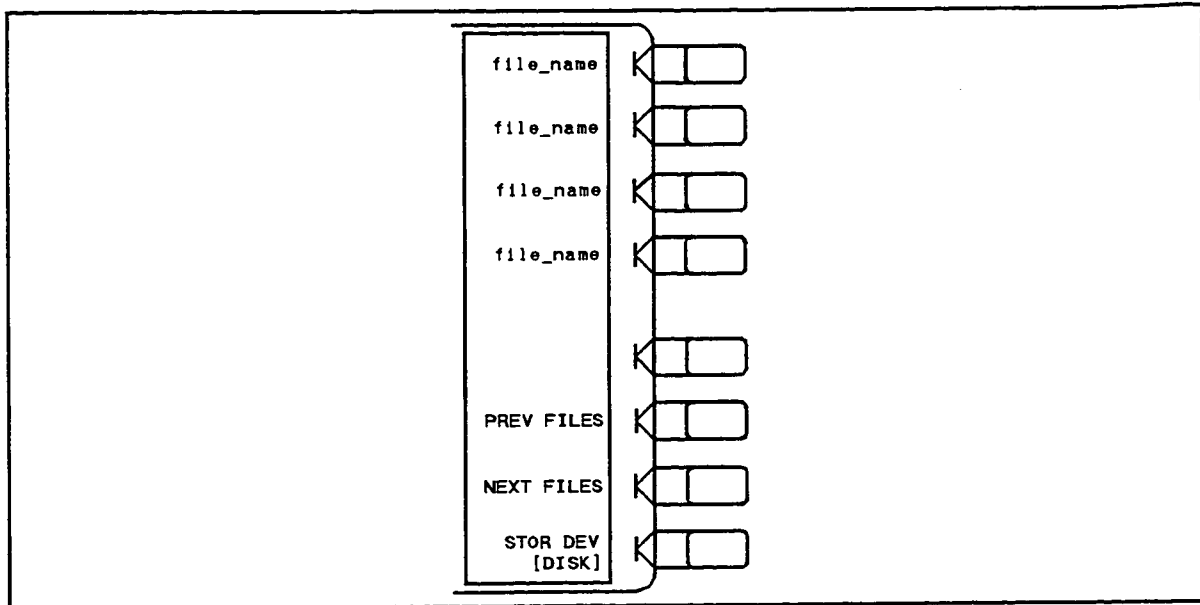 file_name
file_name
file_name
file_name
PREV FILES
NEXT FILES
STOR DEV
[DISK]